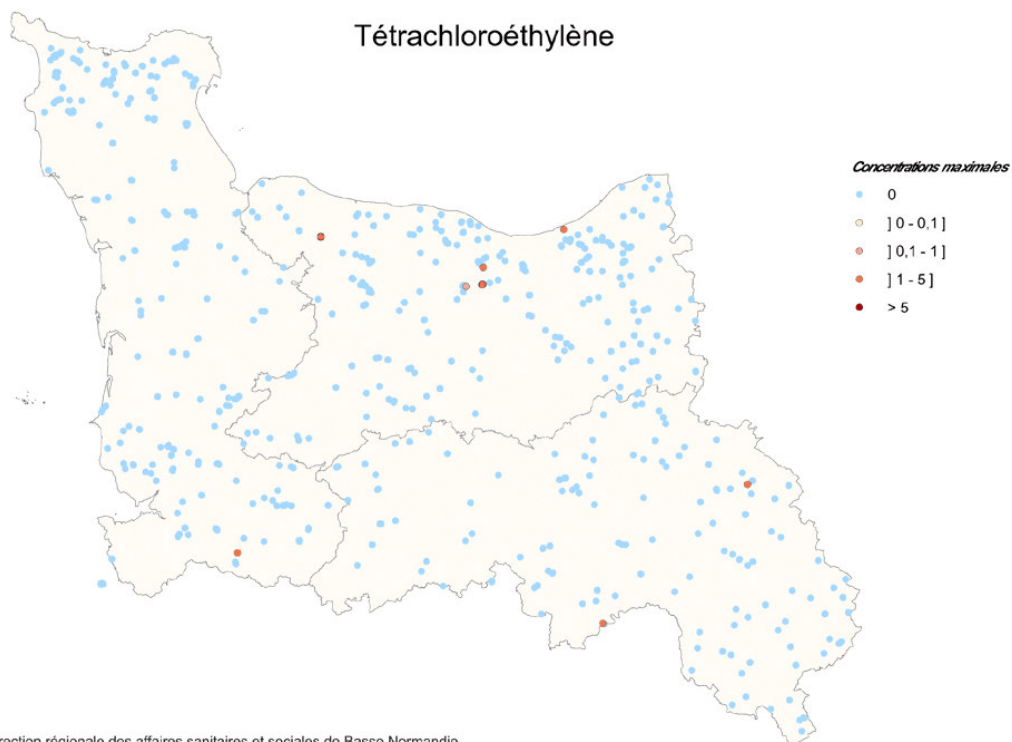 Tétrachloroéthylène
Concentrations maximales
0
] 0 - 0,1 ]
] 0,1 - 1 ]
] 1 - 5 ]
> 5
rection régionale des affaires sanitaires et sociales de Basse Normandie